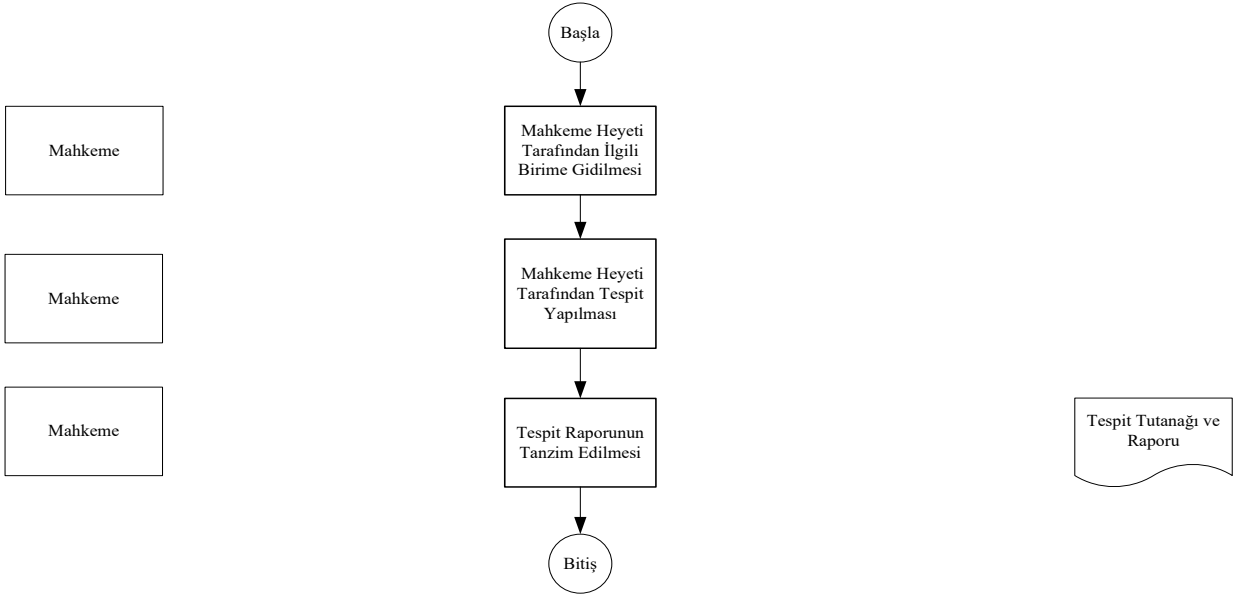 Başla
Mahkeme
Mahkeme Heyeti
Tarafından İlgili
Birime Gidilmesi
Mahkeme
Mahkeme Heyeti
Tarafından Tespit
Yapılması
Mahkeme
Tespit Raporunun
Tanzim Edilmesi
Tespit Tutanağı ve
Raporu
Bitiş